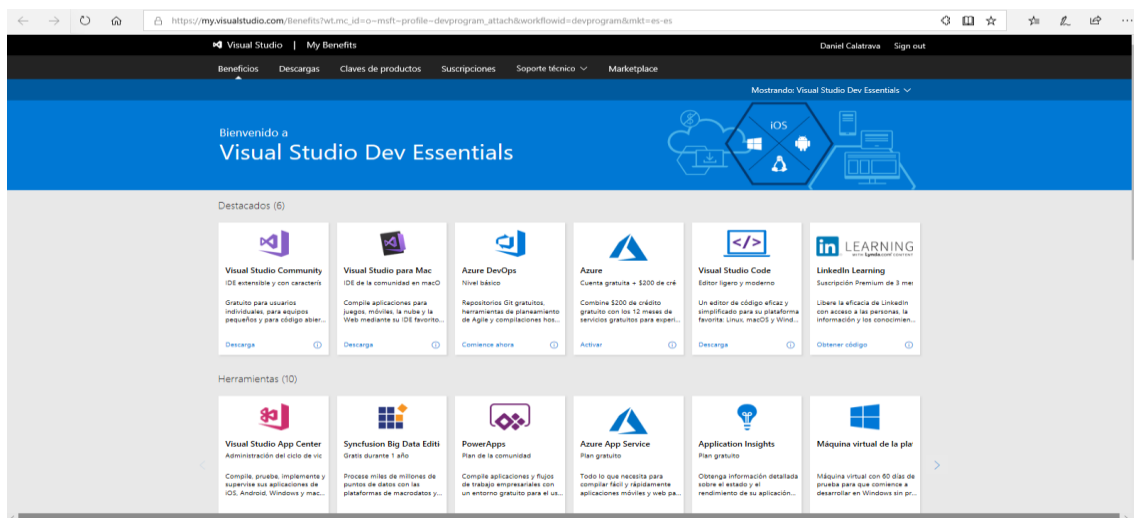 https://my.visualstudio.com/Benefits?wt.mc_id=o~msft~profile~devprogram_attach&workflowid=devprogram&mkt=es-es
Visual Studio | My Benefits
Daniel Calatrava Sign out
Beneficios Descargas Claves de productos Suscripciones Soporte técnico Marketplace
Mostrando: Visual Studio Dev Essentials
Bienvenido a
Visual Studio Dev Essentials
iOS
Destacados (6)
Visual Studio Community
IDE extensible y con caracterís
Gratuito para usuarios
individuales, para equipos
pequeños y para código abier...
Descarga
Visual Studio para Mac
IDE de la comunidad en macO
Compile aplicaciones para
juegos, móviles, la nube y la
Web mediante su IDE favorito...
Descarga
Azure DevOps
Nivel básico
Repositorios Git gratuitos,
herramientas de planeamiento
de Agile y compilaciones hos...
Comience ahora
Azure
Cuenta gratuita + $200 de cré
Combine $200 de crédito
gratuito con los 12 meses de
servicios gratuitos para experi...
Activar
</>
Visual Studio Code
Editor ligero y moderno
Un editor de código eficaz y
simplificado para su plataforma
favorita: Linux, macOS y Wind...
Descarga
in LEARNING
WITH Lynda.com CONTENT
LinkedIn Learning
Suscripción Premium de 3 me
Libere la eficacia de LinkedIn
con acceso a las personas, la
información y los conocimien...
Obtener código
Herramientas (10)
Visual Studio App Center
Administración del ciclo de vic
Compile, pruebe, implemente y
supervise sus aplicaciones de
iOS, Android, Windows y mac...
Syncfusion Big Data Editi
Gratis durante 1 año
Procese miles de millones de
puntos de datos con las
plataformas de macrodatos y...
PowerApps
Plan de la comunidad
Compile aplicaciones y flujos
de trabajo empresariales con
un entorno gratuito para el us...
Azure App Service
Plan gratuito
Todo lo que necesita para
compilar fácil y rápidamente
aplicaciones móviles y web pa...
Application Insights
Plan gratuito
Obtenga información detallada
sobre el estado y el
rendimiento de su aplicación...
Máquina virtual de la plat
Máquina virtual con 60 días de
prueba para que comience a
desarrollar en Windows sin pr...